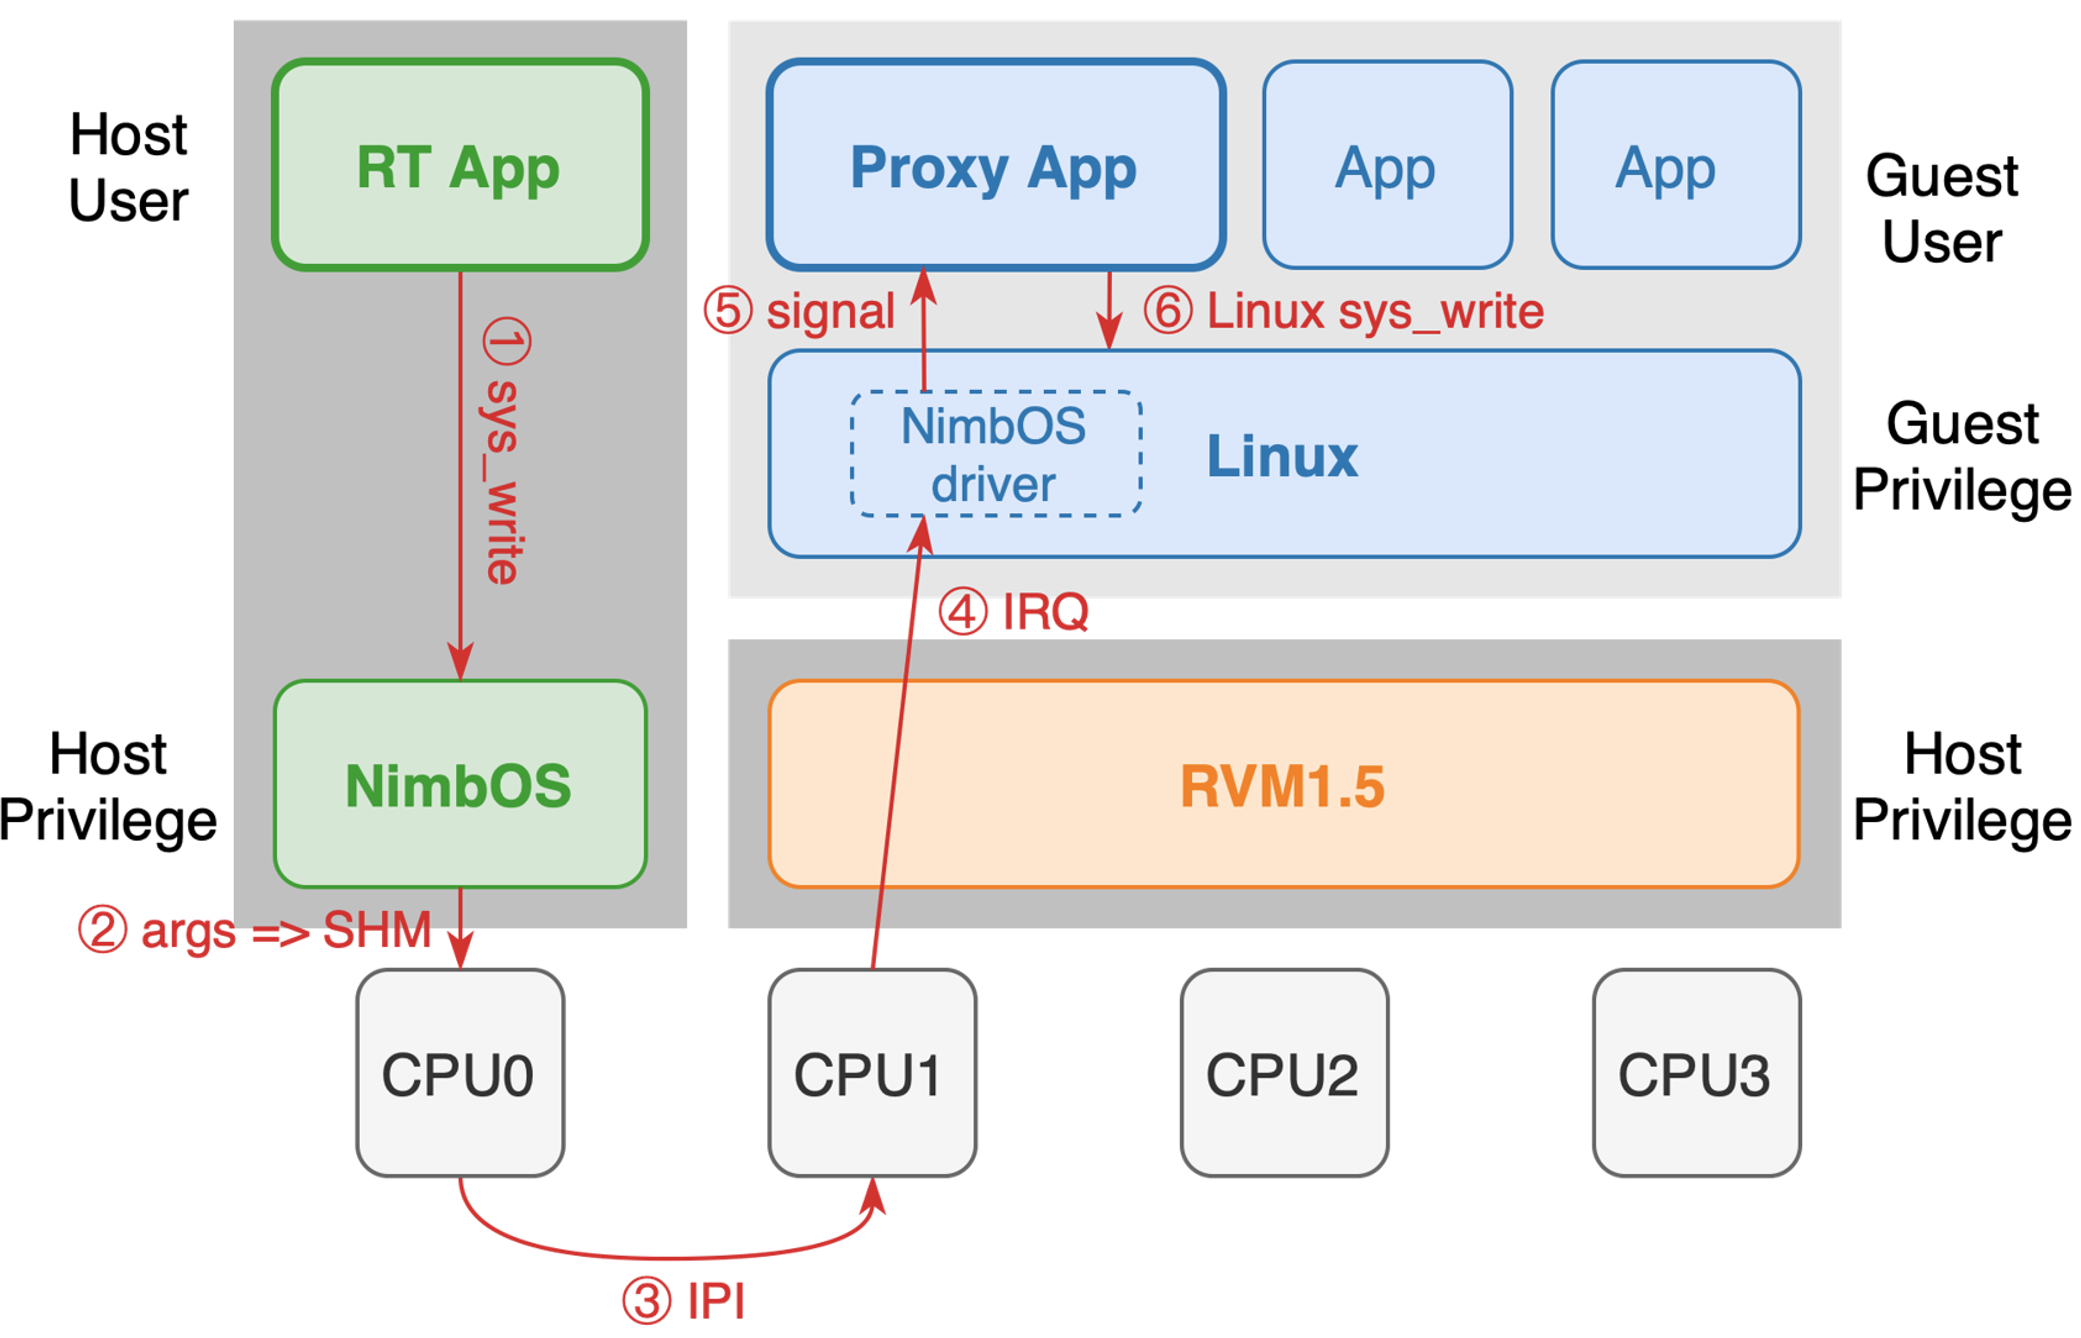 Host
User
RT App
Proxy App
App
App
Guest
User
① sys_write
⑤ signal
⑥ Linux sys_write
NimbOS
driver
Linux
Guest
Privilege
④ IRQ
Host
Privilege
NimbOS
RVM1.5
Host
Privilege
② args => SHM
CPU0
CPU1
CPU2
CPU3
③ IPI